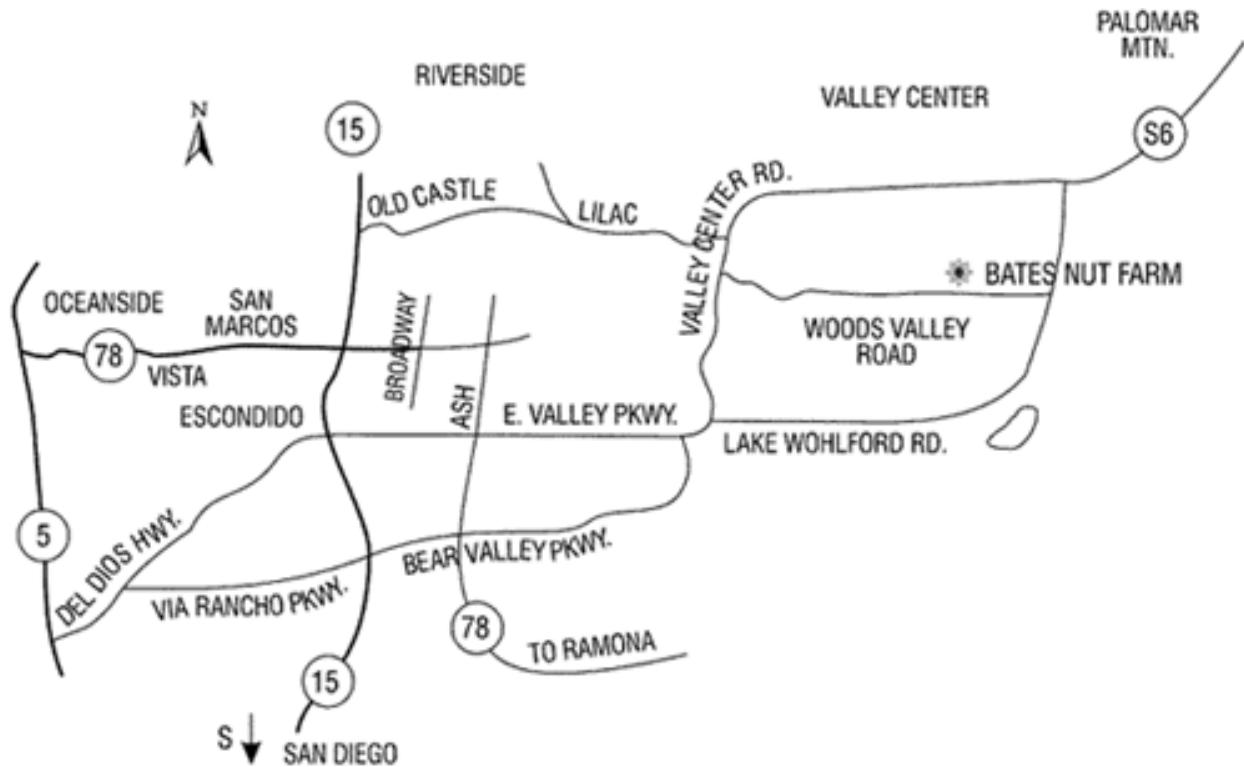 PALOMAR
MTN.
RIVERSIDE
VALLEY CENTER
N
15
S6
OLD CASTLE
LILAC
VALLEY CENTER RD.
BATES NUT FARM
OCEANSIDE
SAN
MARCOS
BROADWAY
WOODS VALLEY
ROAD
78
VISTA
ESCONDIDO
ASH
E. VALLEY PKWY.
LAKE WOHLFORD RD.
5
DEL DIOS HWY.
BEAR VALLEY PKWY.
VIA RANCHO PKWY.
78
TO RAMONA
15
S
SAN DIEGO